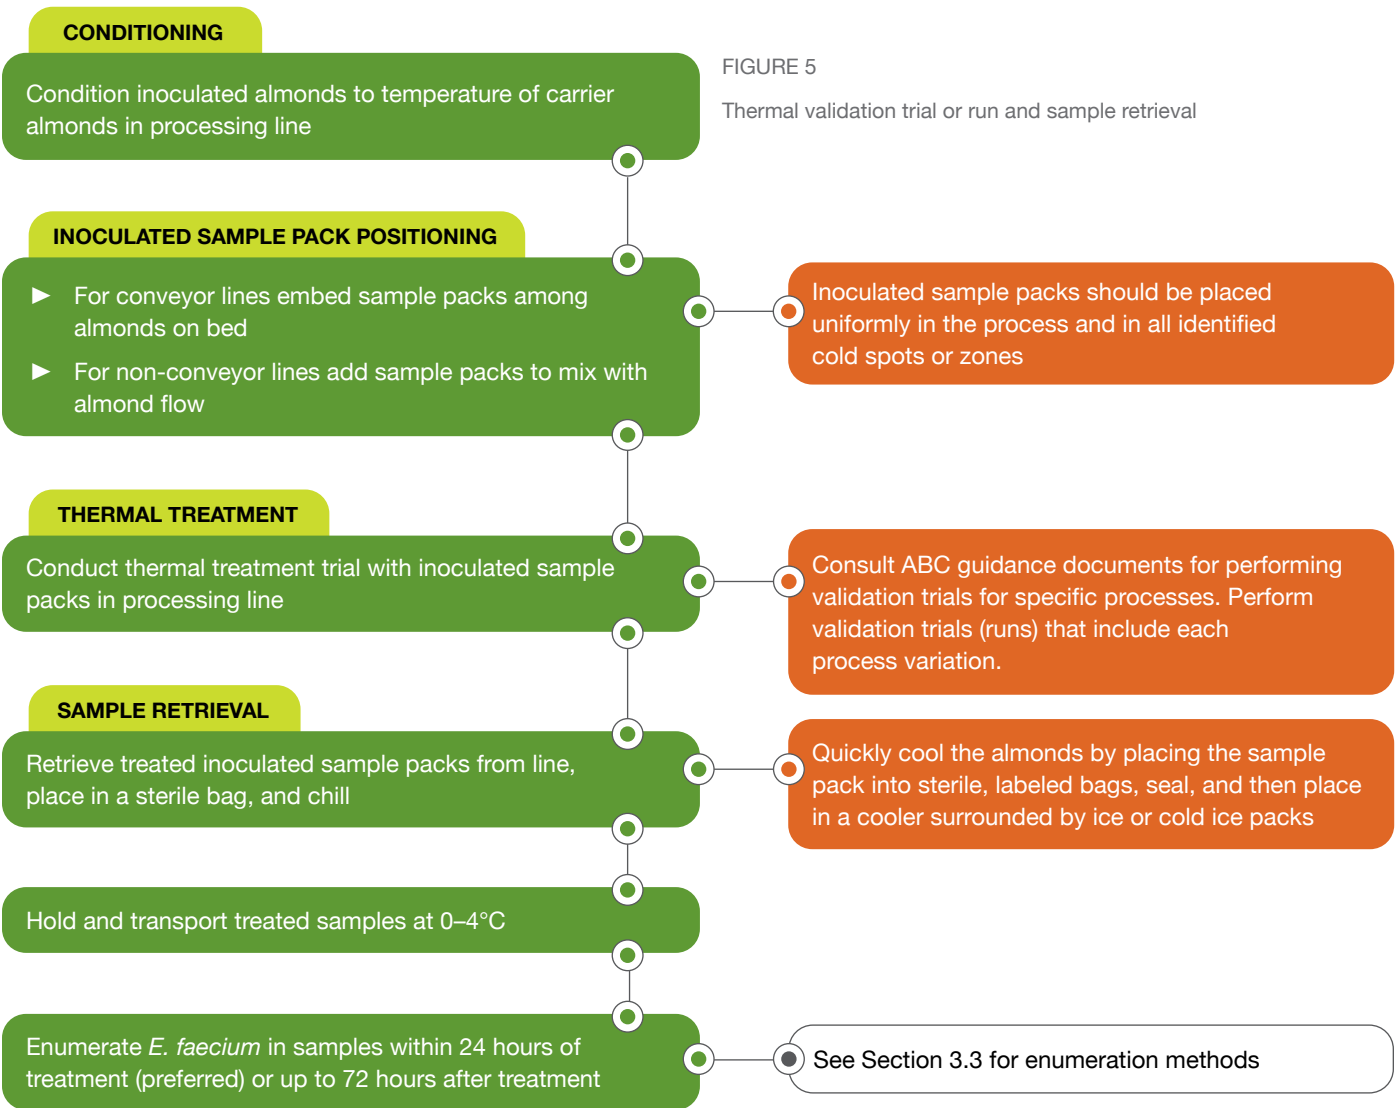 CONDITIONING
Condition inoculated almonds to temperature of carrier
almonds in processing line
FIGURE 5
Thermal validation trial or run and sample retrieval
INOCULATED SAMPLE PACK POSITIONING
► For conveyor lines embed sample packs among
almonds on bed
► For non-conveyor lines add sample packs to mix with
almond flow
Inoculated sample packs should be placed
uniformly in the process and in all identified
cold spots or zones
THERMAL TREATMENT
Conduct thermal treatment trial with inoculated sample
packs in processing line
Consult ABC guidance documents for performing
validation trials for specific processes. Perform
validation trials (runs) that include each
process variation.
SAMPLE RETRIEVAL
Retrieve treated inoculated sample packs from line,
place in a sterile bag, and chill
Quickly cool the almonds by placing the sample
pack into sterile, labeled bags, seal, and then place
in a cooler surrounded by ice or cold ice packs
Hold and transport treated samples at 0–4°C
Enumerate E. faecium in samples within 24 hours of
treatment (preferred) or up to 72 hours after treatment
See Section 3.3 for enumeration methods